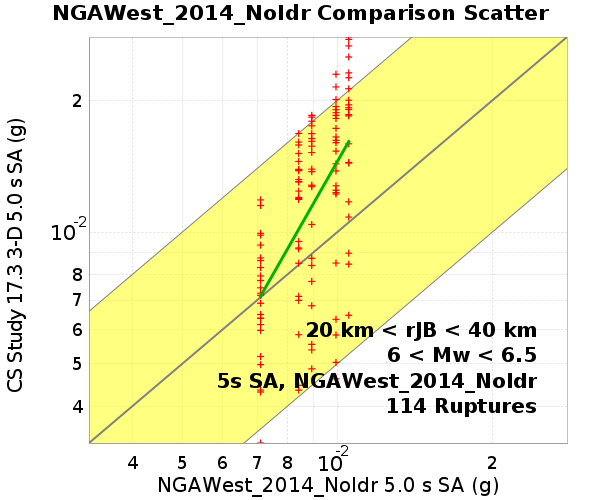 NGAWest_2014_NoIdr Comparison Scatter
CS Study 17.3 3-D 5.0 s SA (g)
2
10-2
8
7
6
5
4
20 km < rJB < 40 km
6 < Mw < 6.5
5s SA, NGAWest_2014_NoIdr
114 Ruptures
4 5 6 7 8 10-2 2
NGAWest_2014_NoIdr 5.0 s SA (g)